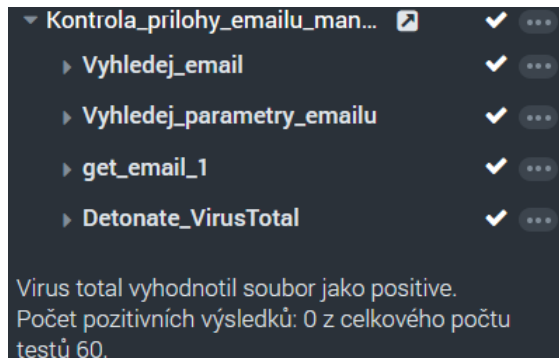 Kontrola_prilohy_emailu_man...
Vyhledej_email
Vyhledej_parametry_emailu
get_email_1
Detonate_VirusTotal
Virus total vyhodnotil soubor jako positive.
Počet pozitivních výsledků: 0 z celkového počtu
testů 60.